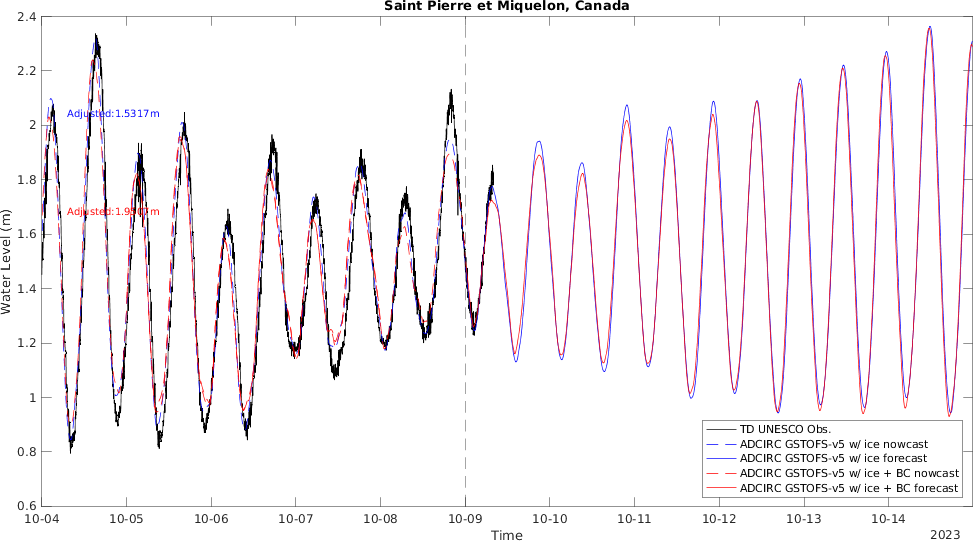 Saint Pierre et Miquelon, Canada
Water Level (m)
2.4
2.2
2
1.8
1.6
1.4
1.2
1
0.8
0.6
Adjusted:1.5317m
TD UNESCO Obs.
ADCIRC GSTOFS-v5 w/ ice nowcast
ADCIRC GSTOFS-v5 w/ ice forecast
ADCIRC GSTOFS-v5 w/ ice + BC nowcast
ADCIRC GSTOFS-v5 w/ ice + BC forecast
10-04 10-05 10-06 10-07 10-08 10-09 10-10 10-11 10-12 10-13 10-14
Time
2023